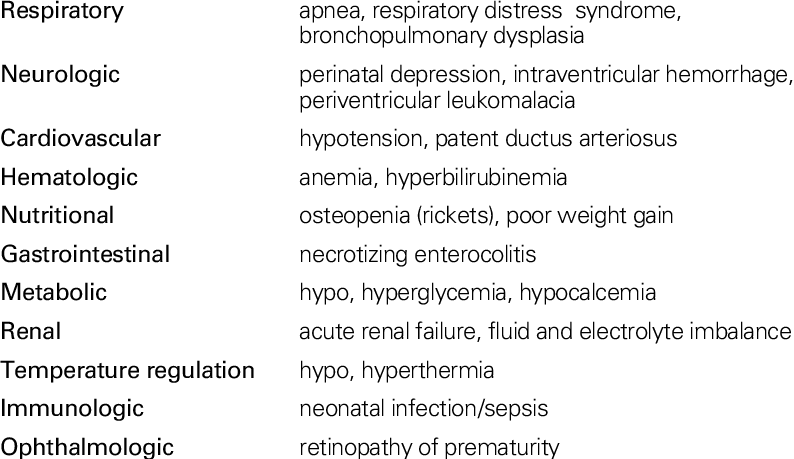 Respiratory apnea, respiratory distress syndrome,
bronchopulmonary dysplasia
Neurologic perinatal depression, intraventricular hemorrhage,
periventricular leukomalacia
Cardiovascular hypotension, patent ductus arteriosus
Hematologic anemia, hyperbilirubinemia
Nutritional osteopenia (rickets), poor weight gain
Gastrointestinal necrotizing enterocolitis
Metabolic hypo, hyperglycemia, hypocalcemia
Renal acute renal failure, fluid and electrolyte imbalance
Temperature regulation hypo, hyperthermia
Immunologic neonatal infection/sepsis
Ophthalmologic retinopathy of prematurity